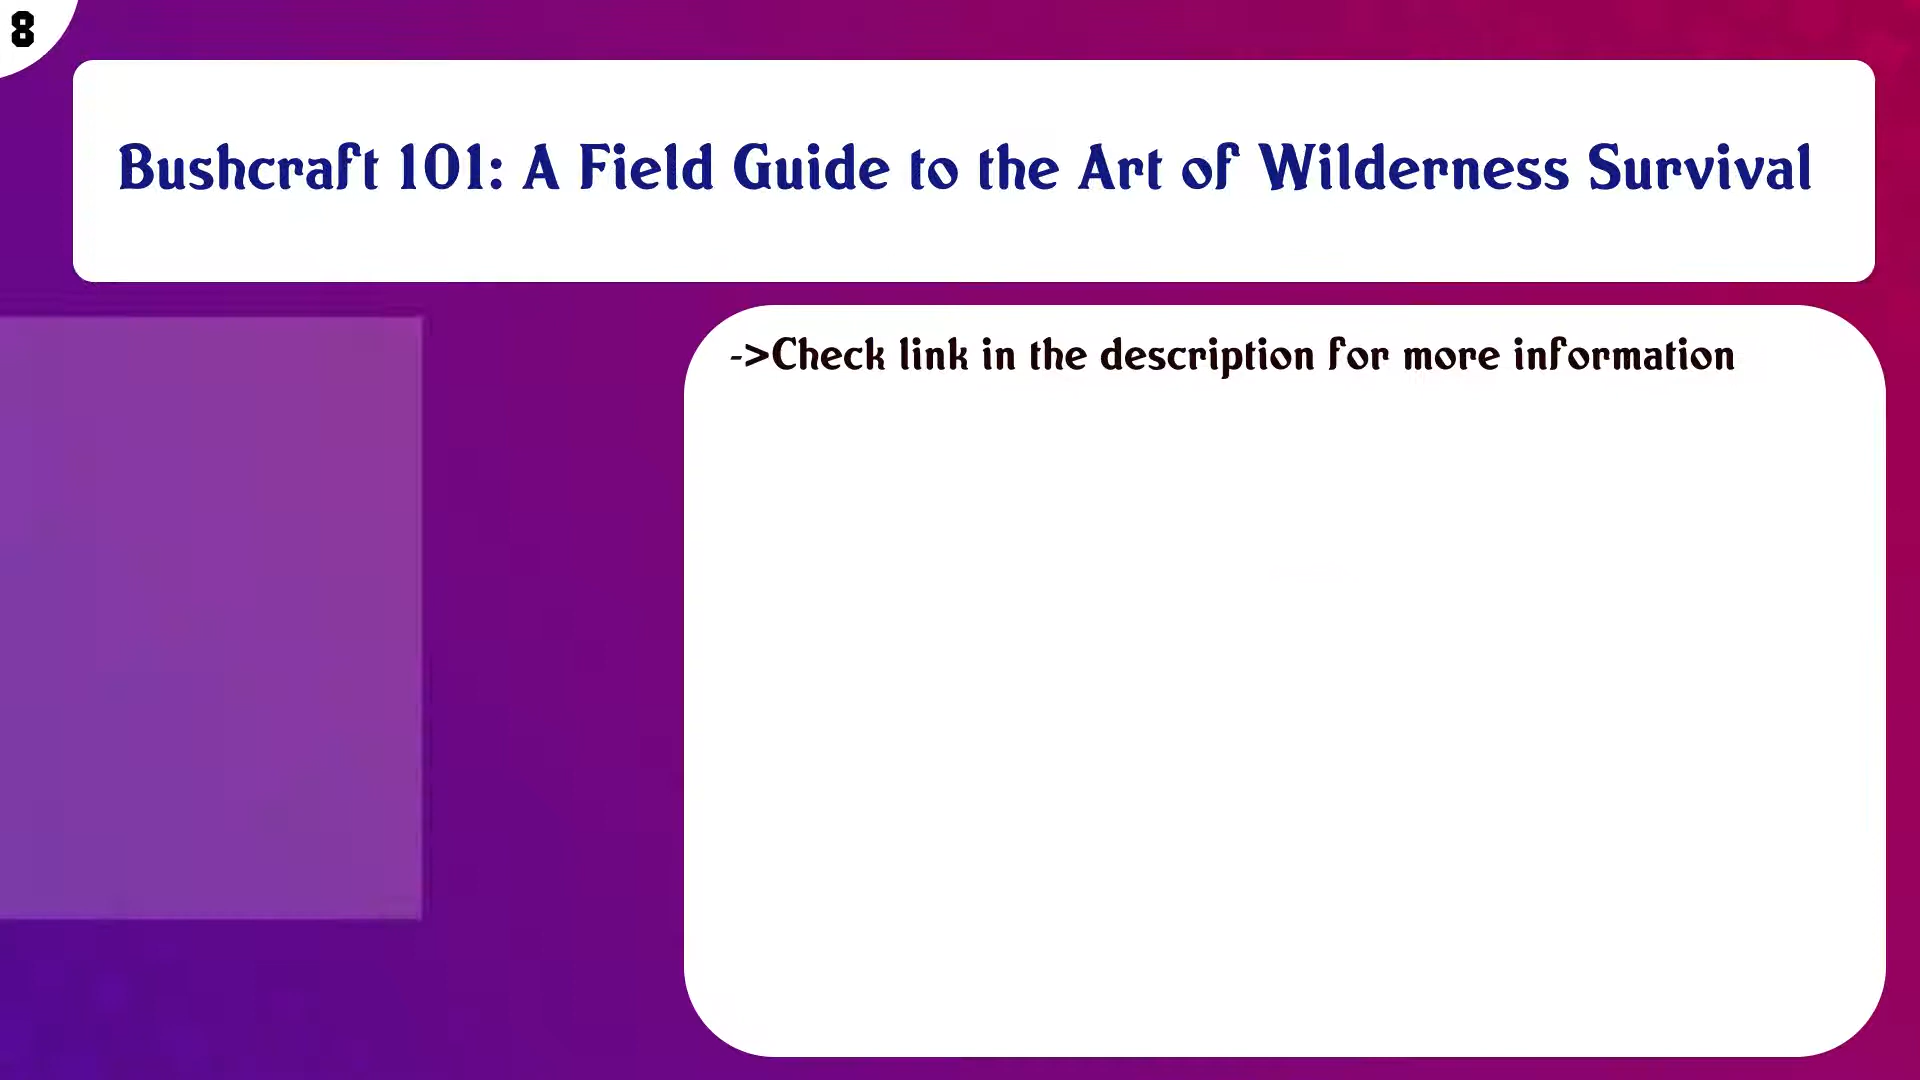 8
Bushcraft 101: A Field Guide to the Art of Wilderness Survival
->Check link in the description for more information